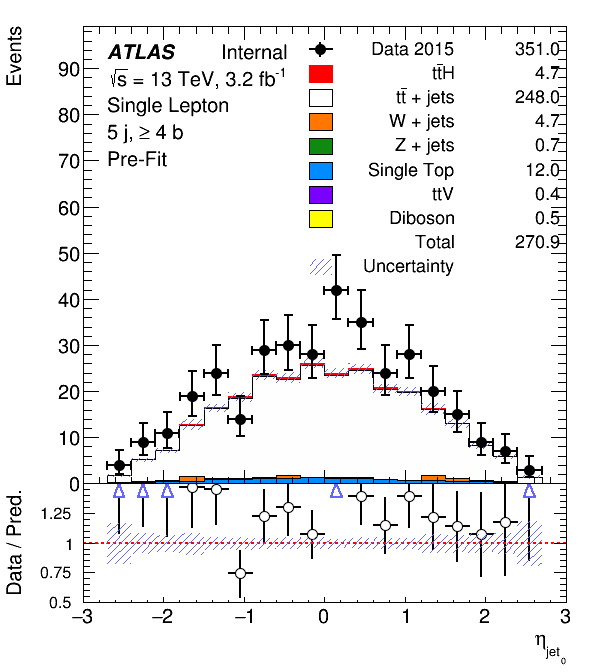 Events
ATLAS Internal
√s = 13 TeV, 3.2 fb⁻¹
Single Lepton
5 j, ≥ 4 b
Pre-Fit
Data 2015 351.0
tt̄H 4.7
tt̄ + jets 248.0
W + jets 4.7
Z + jets 0.7
Single Top 12.0
ttV 0.4
Diboson 0.5
Total 270.9
Uncertainty
90
80
70
60
50
40
30
20
10
0
Data / Pred.
1.25
1
0.75
0.5
−3 −2 −1 0 1 2 3
η_jet_0